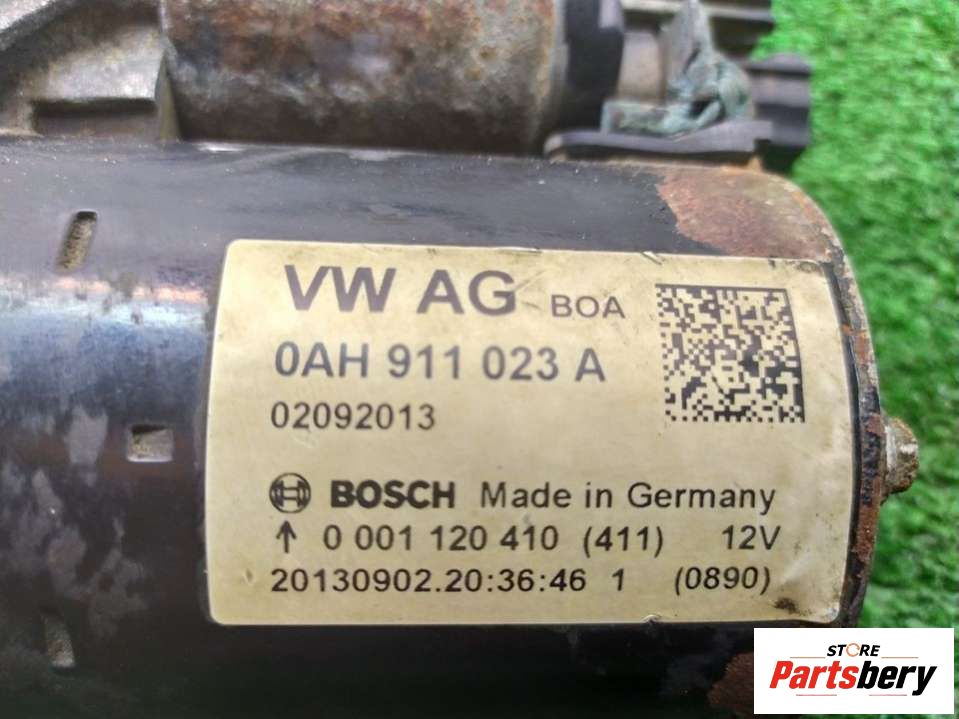 VW AG BOA
0AH 911 023 A
02092013
BOSCH Made in Germany
↑ 0 001 120 410 (411) 12V
20130902.20:36:46 1 (0890)
STORE
Partsbery